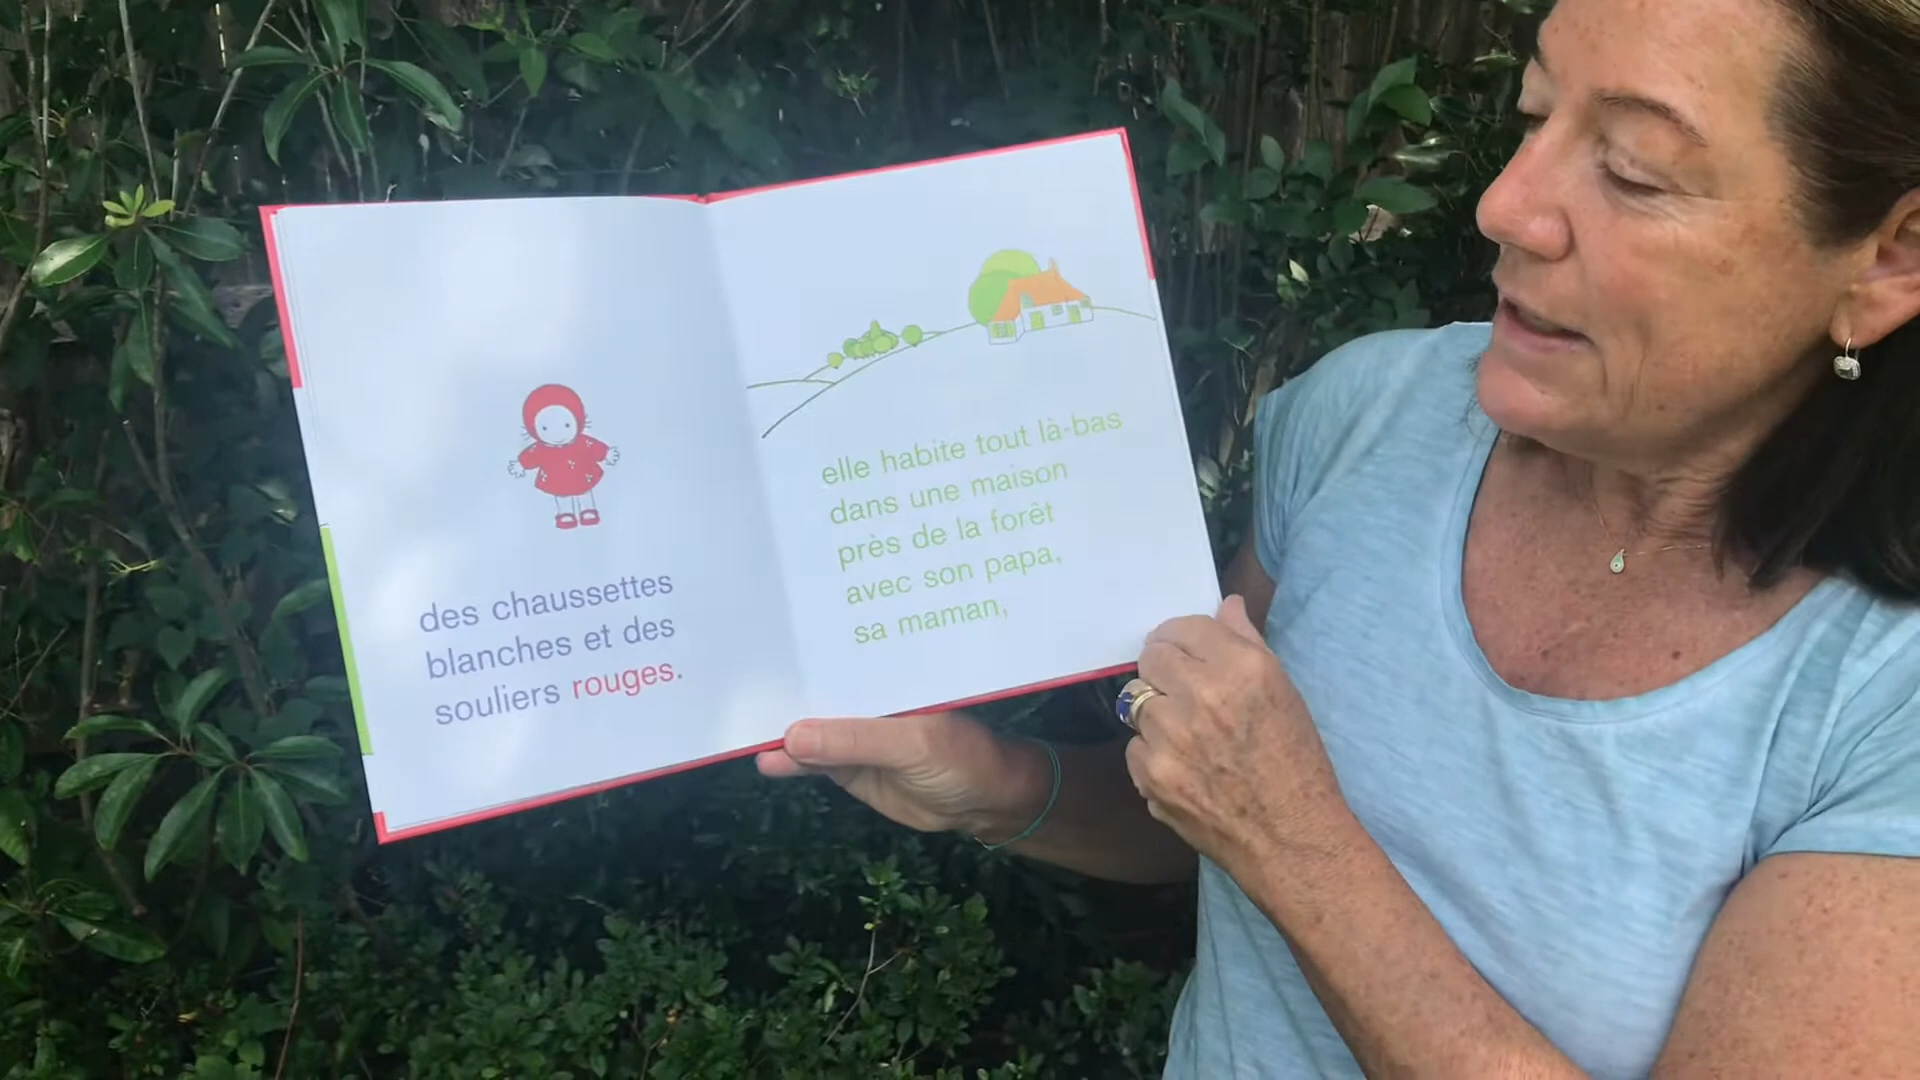 des chaussettes
blanches et des
souliers rouges.
elle habite tout là-bas
dans une maison
près de la forêt
avec son papa,
sa maman,